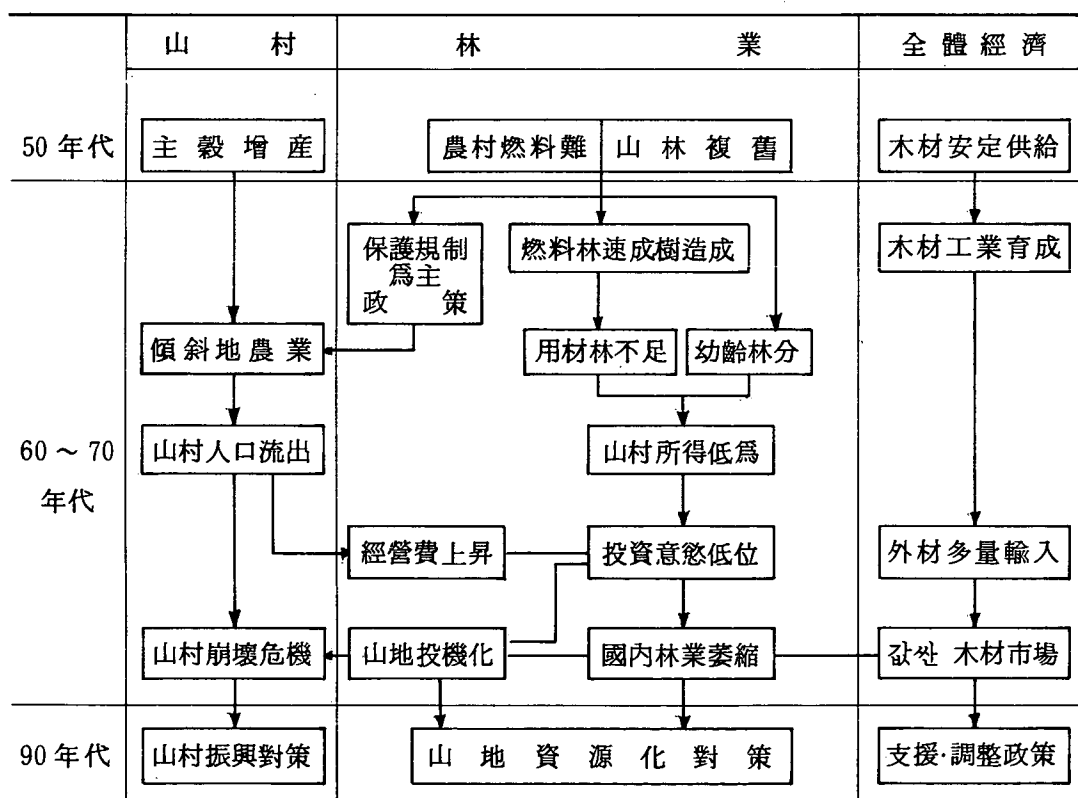 山 村 林 業 全體經濟
50年代 主穀增産 農村燃料難 山林複舊 木材安定供給
保護規制
爲主
政 策
燃料林速成樹造成 木材工業育成
傾斜地農業 用材林不足 幼齡林分
60～70
年代
山村人口流出 山村所得低爲
經營費上昇 投資意慾低位 外材多量輸入
山村崩壞危機 山地投機化 國內林業萎縮 값싼 木材市場
90年代 山村振興對策 山地資源化對策 支援·調整政策